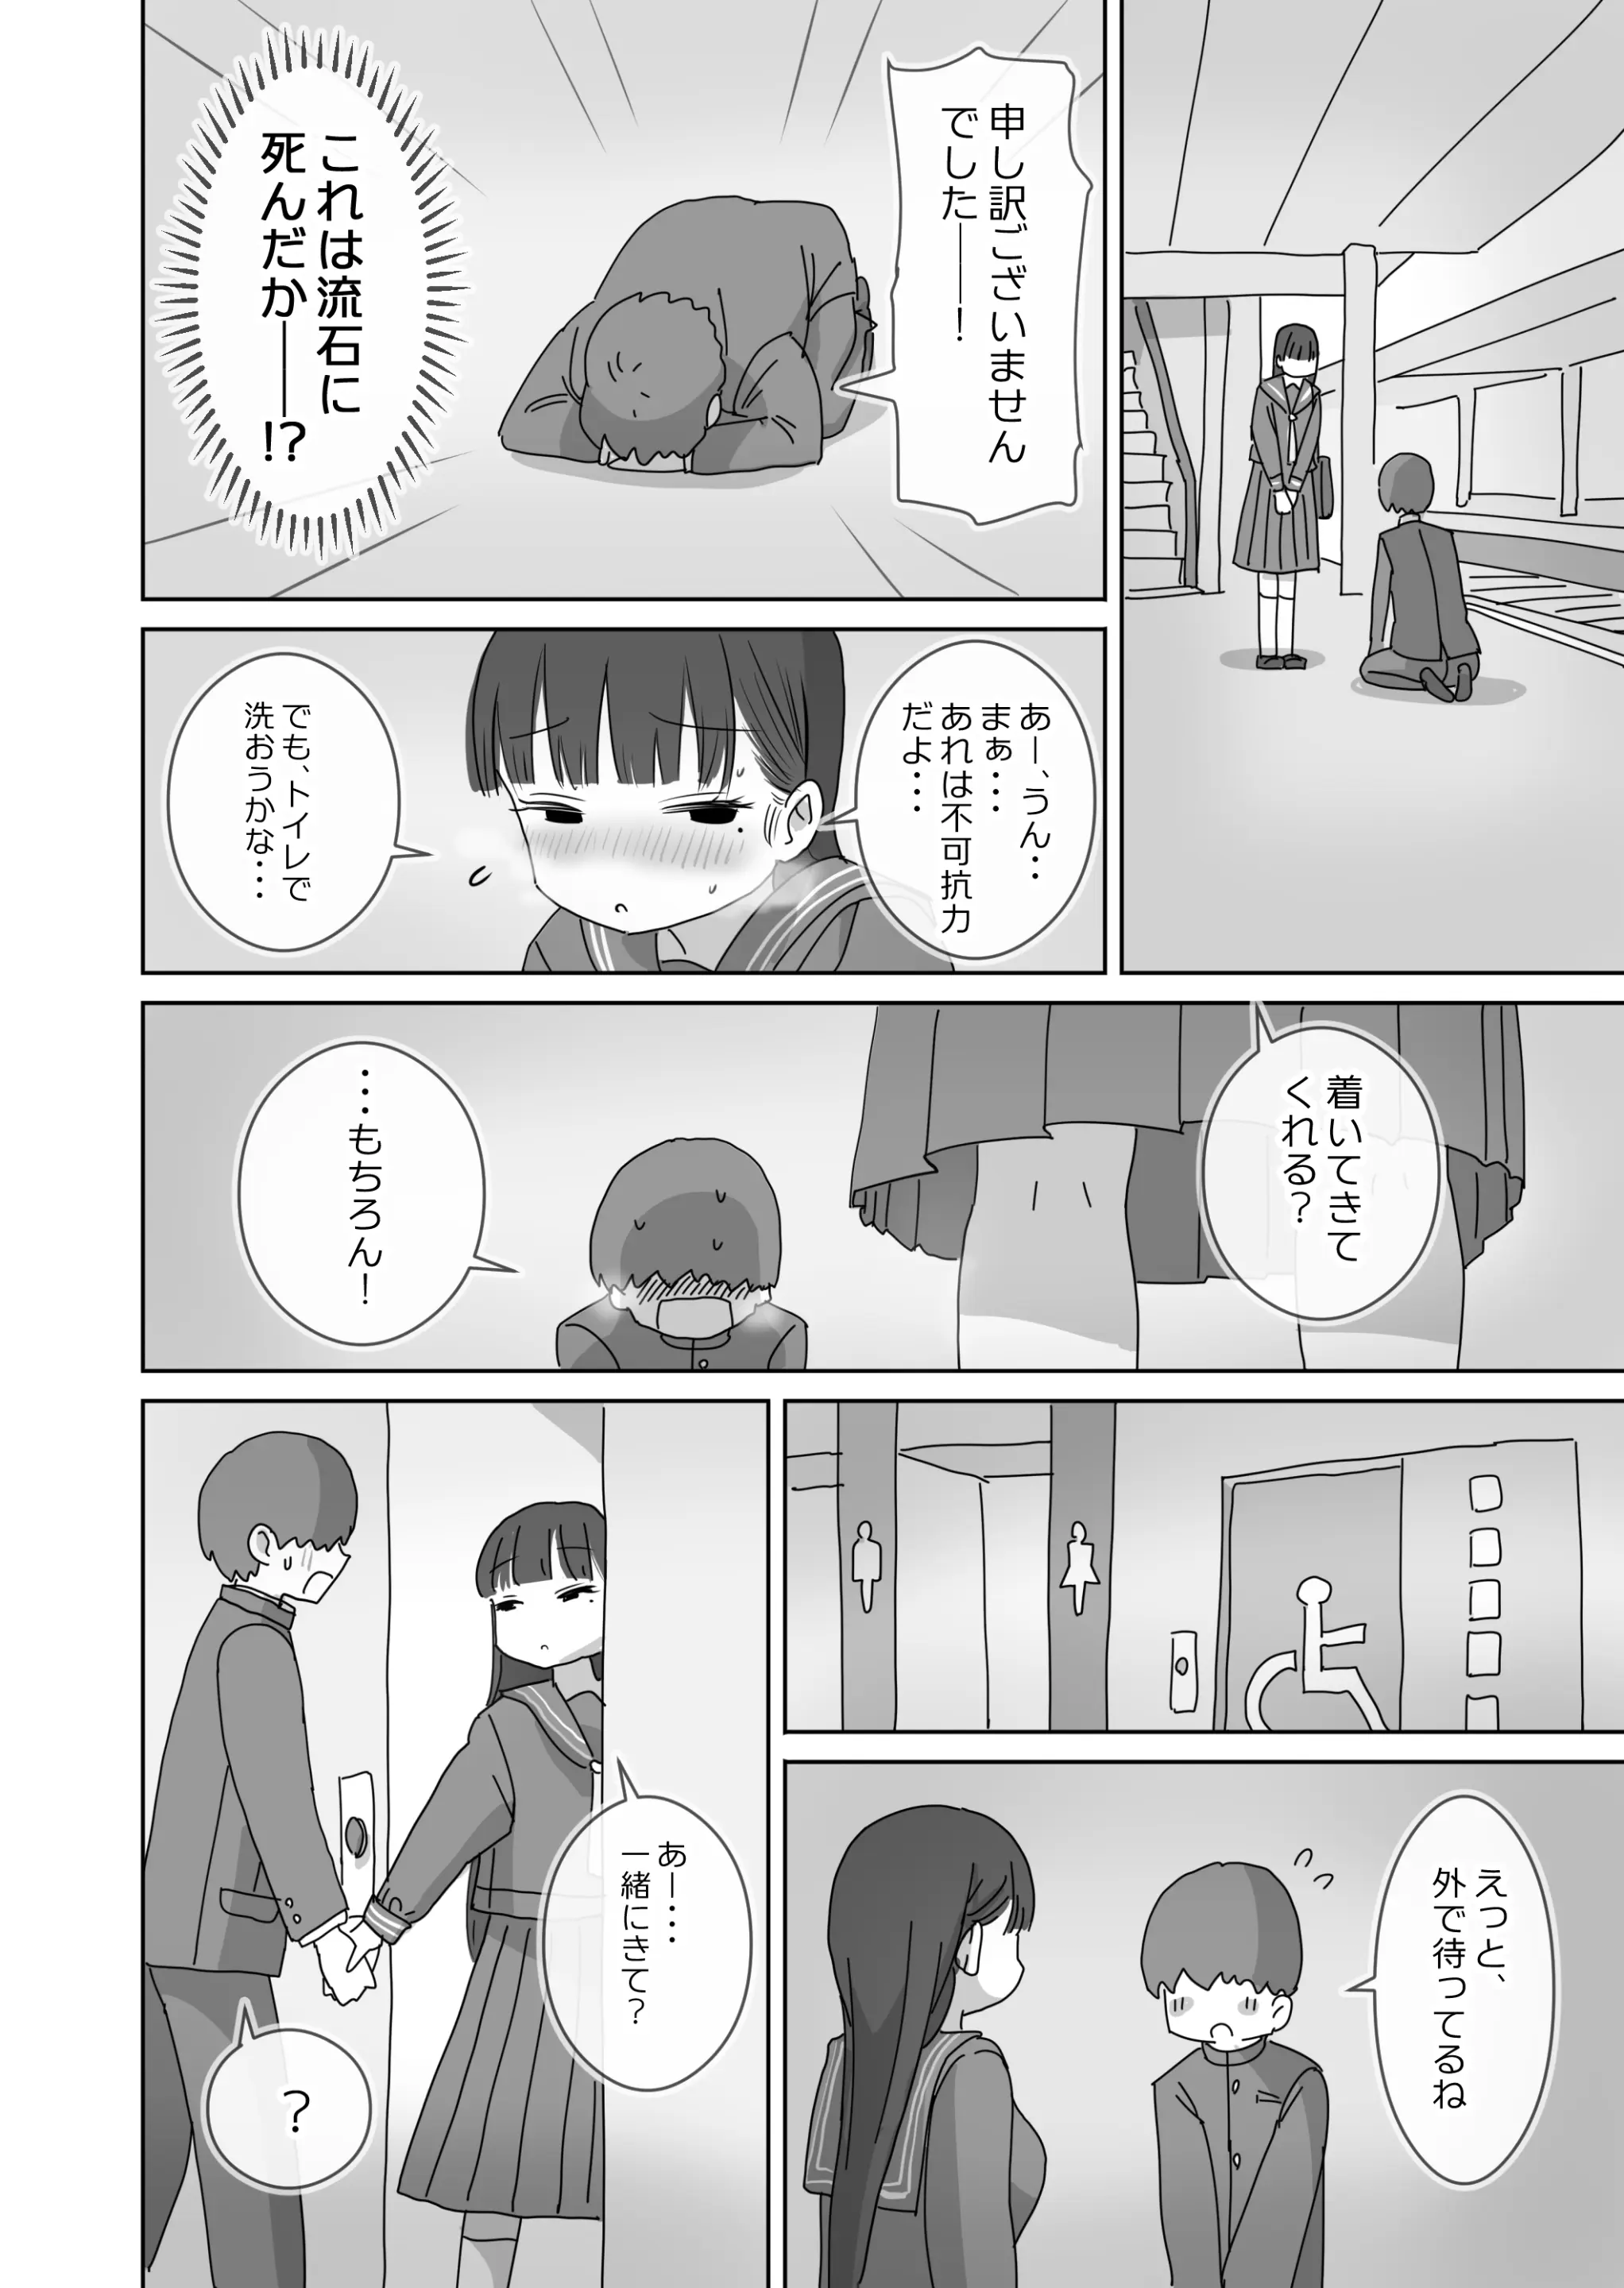 申し訳ございません
でした――！
これは流石に
死んだか――!?
あー、うん・・
まぁ・・・
あれは不可抗力
だよ・・・
でも、トイレで
洗おうかな・・・
着いてきて
くれる？
・・・もちろん！
えっと、
外で待ってるね
あー・・・
一緒にきて？
？